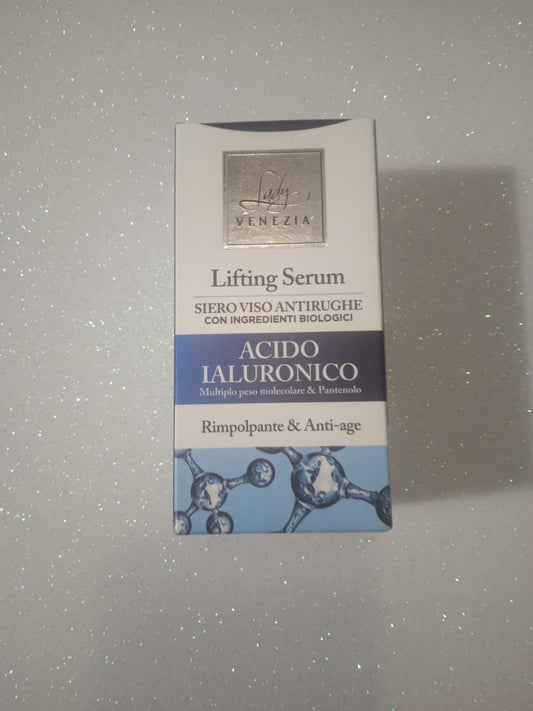 Lady
VENEZIA
Lifting Serum
SIERO VISO ANTIRUGHE
CON INGREDIENTI BIOLOGICI
ACIDO
IALURONICO
Multiplo peso molecolare & Pantenolo
Rimpolpante & Anti-age